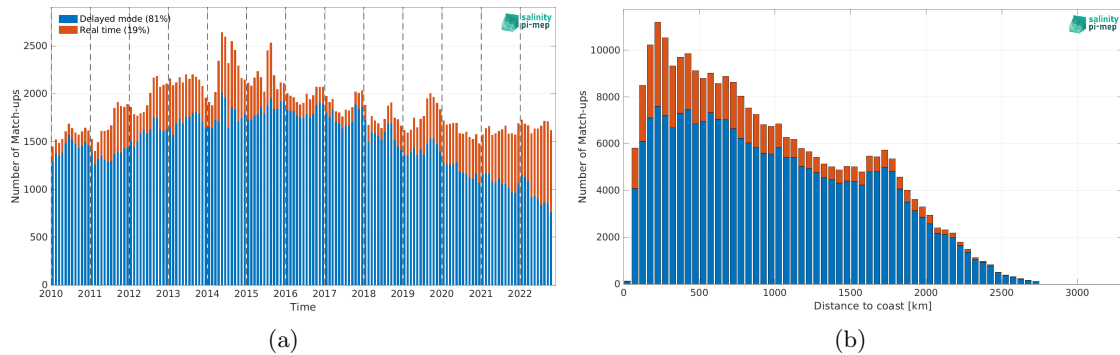 Delayed mode (81%)
Real time (19%)
salinity
pi-mep
Number of Match-ups
2500
2000
1500
1000
500
0
2010 2011 2012 2013 2014 2015 2016 2017 2018 2019 2020 2021 2022
Time
(a)
salinity
pi-mep
Number of Match-ups
10000
8000
6000
4000
2000
0
0 500 1000 1500 2000 2500 3000
Distance to coast [km]
(b)